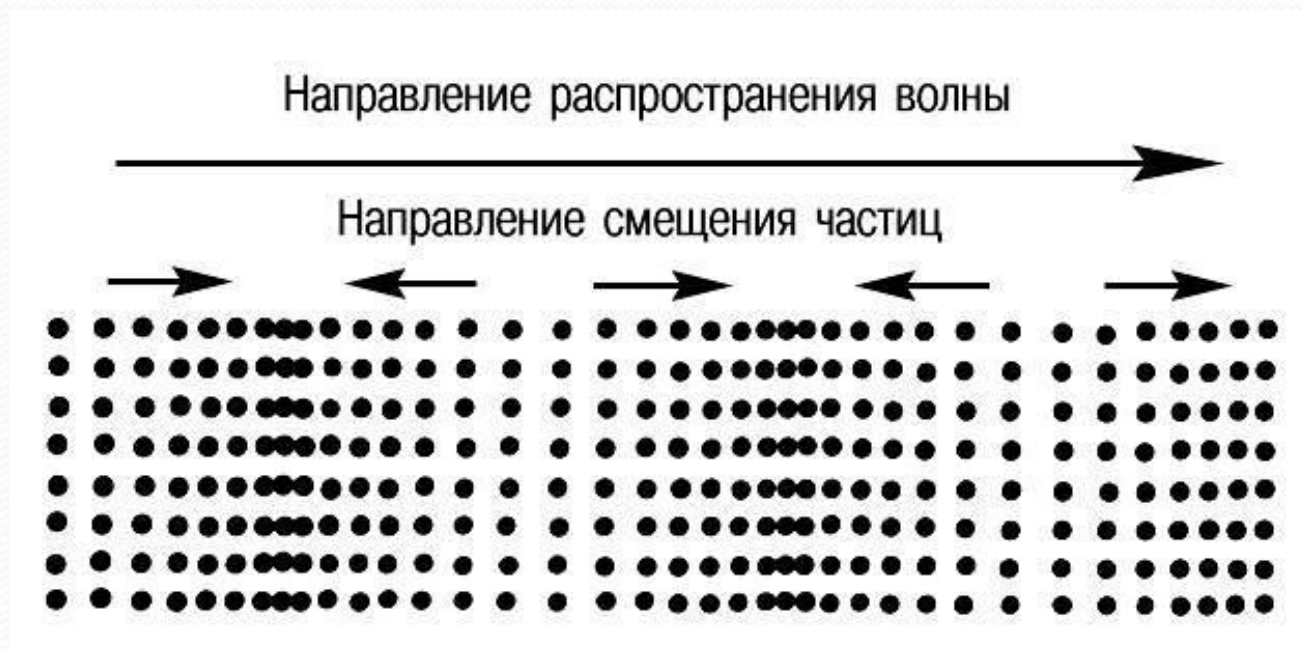 Направление распространения волны
Направление смещения частиц